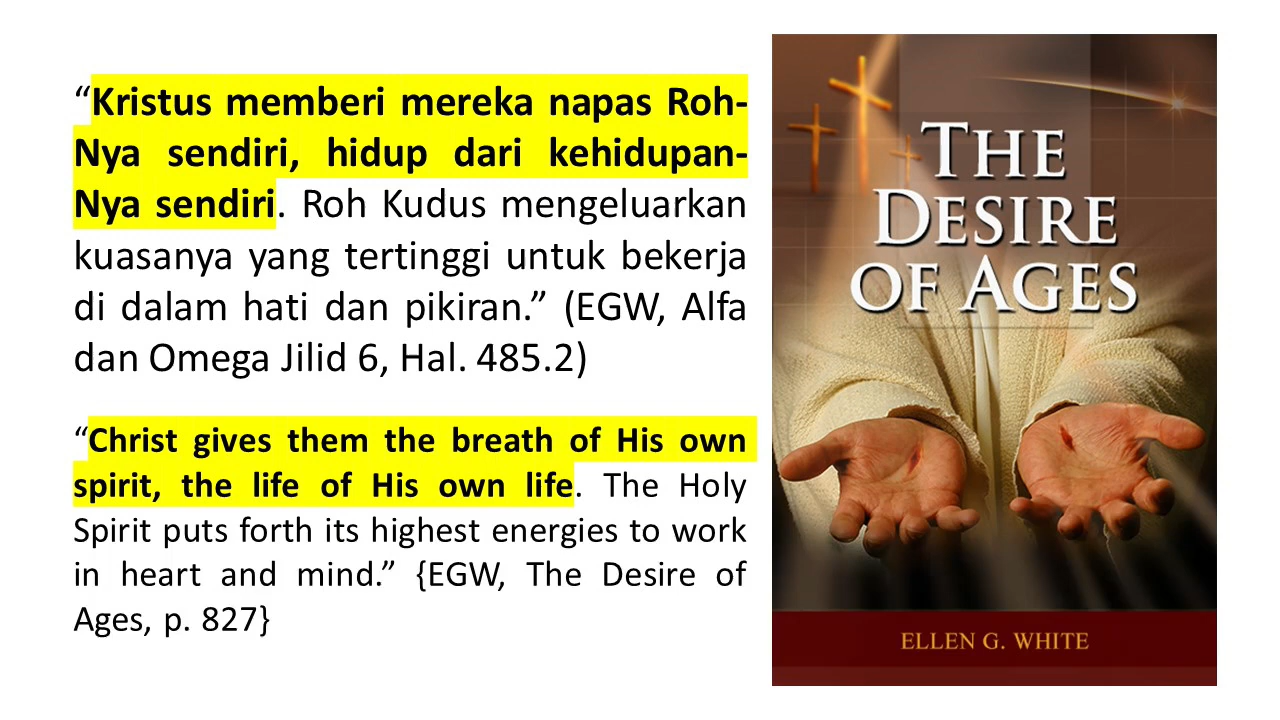 “Kristus memberi mereka napas Roh-
Nya sendiri, hidup dari kehidupan-
Nya sendiri. Roh Kudus mengeluarkan
kuasanya yang tertinggi untuk bekerja
di dalam hati dan pikiran.” (EGW, Alfa
dan Omega Jilid 6, Hal. 485.2)
“Christ gives them the breath of His own
spirit, the life of His own life. The Holy
Spirit puts forth its highest energies to work
in heart and mind.” {EGW, The Desire of
Ages, p. 827}
THE
DESIRE
OF AGES
ELLEN G. WHITE